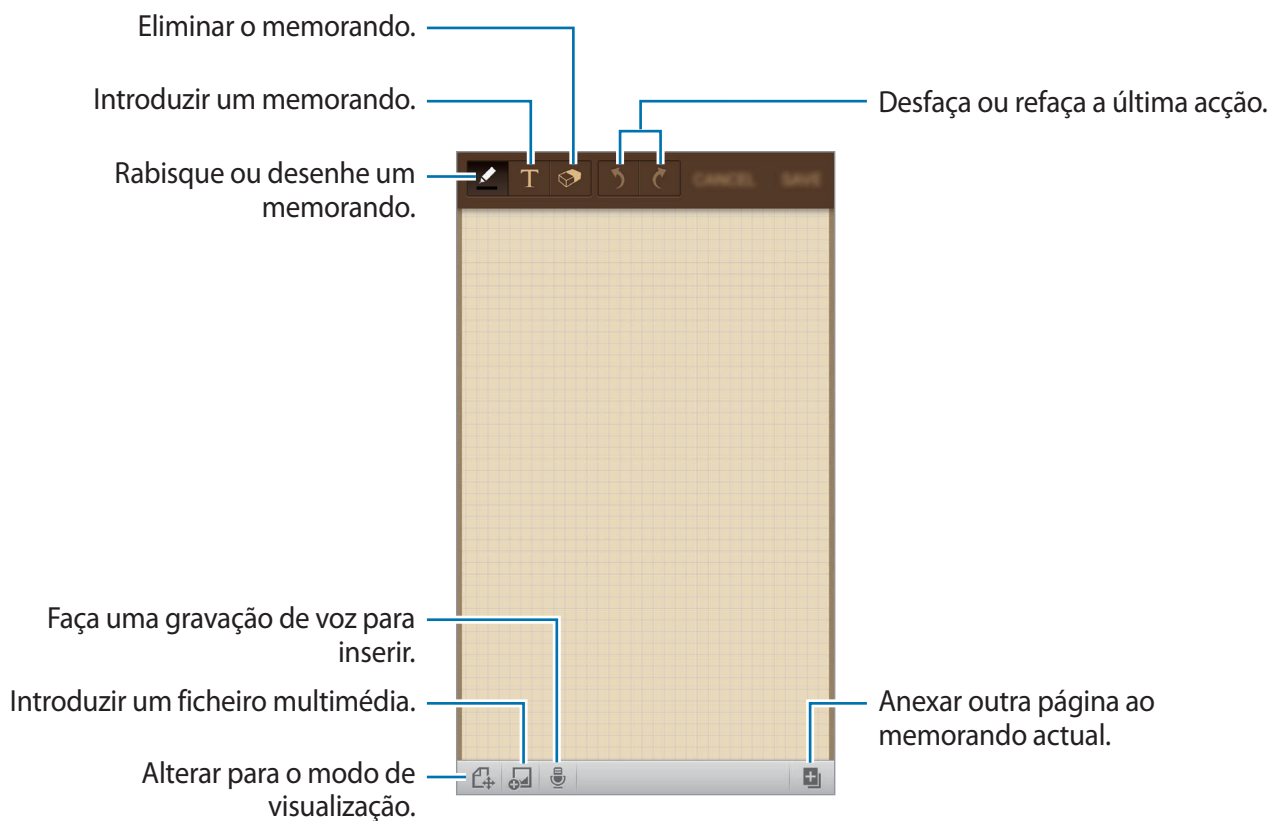 Eliminar o memorando.
Introduzir um memorando.
Rabisque ou desenhe um
memorando.
Desfaça ou refaça a última acção.
T
CANCEL SAVE
Faça uma gravação de voz para
inserir.
Introduzir um ficheiro multimédia.
Alterar para o modo de
visualização.
Anexar outra página ao
memorando actual.